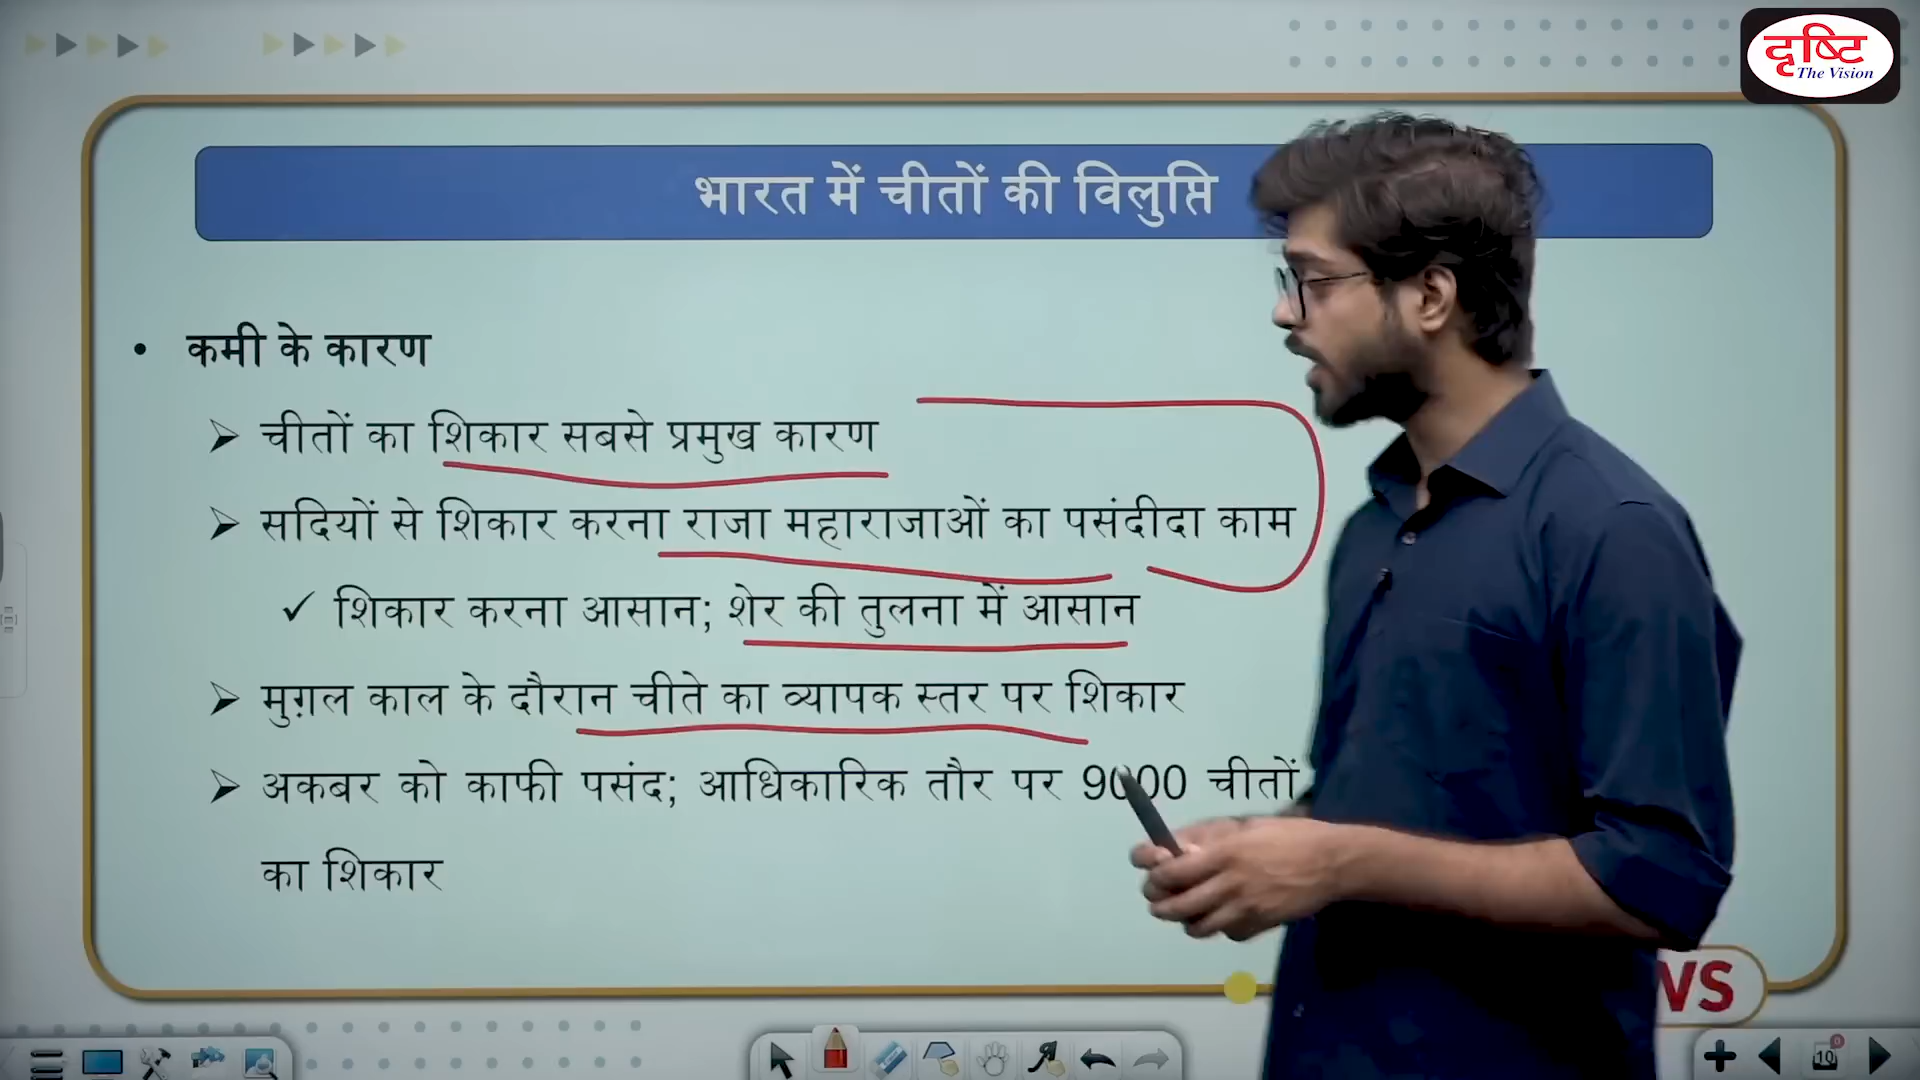 दृष्टि
The Vision
भारत में चीतों की विलुप्ति
• कमी के कारण
➢ चीतों का शिकार सबसे प्रमुख कारण
➢ सदियों से शिकार करना राजा महाराजाओं का पसंदीदा काम
✓ शिकार करना आसान; शेर की तुलना में आसान
➢ मुग़ल काल के दौरान चीते का व्यापक स्तर पर शिकार
➢ अकबर को काफी पसंद; आधिकारिक तौर पर 9000 चीतों
का शिकार
VS
10